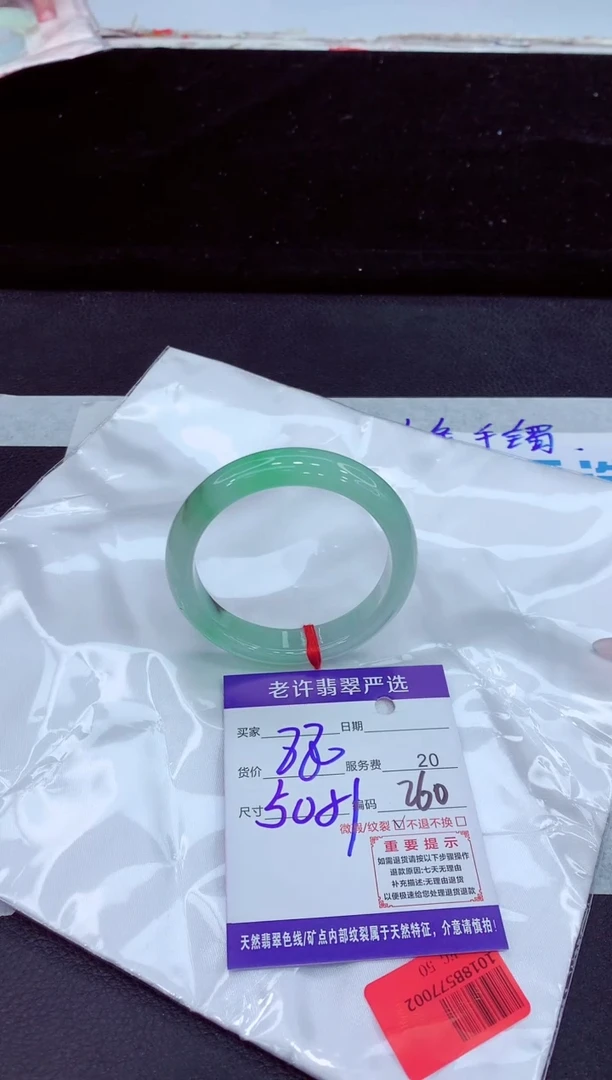 手镯.
老许翡翠严选
买家 日期
货价 服务费 20
尺寸 编码 260
微瑕/纹裂☑不退不换☐
重要提示
如需退货请按以下步骤操作
退款原因:七天无理由
补充描述:无理由退货
以便极速给您处理退货退款
天然翡翠色线/矿点内部纹裂属于天然特征，介意请慎拍!
1018B577002